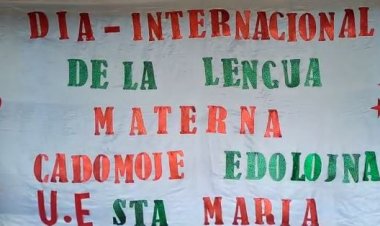 DIA - INTERNACIONAL
DE LA LENGUA
MATERNA
CADOMOJE EDOLOJNA
U.E STA MARIA